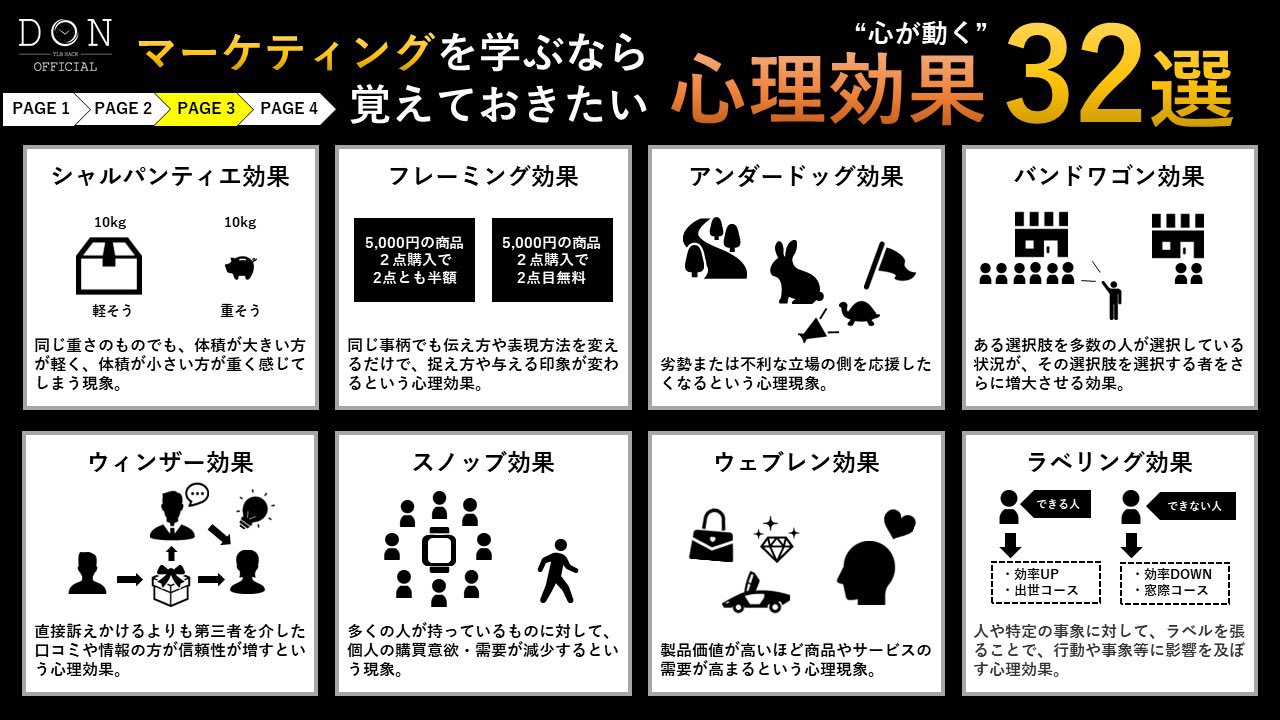 DON
TLB HACK
OFFICIAL
マーケティングを学ぶなら
覚えておきたい
“心が動く”
心理効果 32選
PAGE 1
PAGE 2
PAGE 3
PAGE 4
シャルパンティエ効果
10kg
10kg
軽そう
重そう
同じ重さのものでも、体積が大きい方
が軽く、体積が小さい方が重く感じて
しまう現象。
フレーミング効果
5,000円の商品
２点購入で
2点とも半額
5,000円の商品
２点購入で
2点目無料
同じ事柄でも伝え方や表現方法を変え
るだけで、捉え方や与える印象が変わ
るという心理効果。
アンダードッグ効果
劣勢または不利な立場の側を応援した
くなるという心理現象。
バンドワゴン効果
ある選択肢を多数の人が選択している
状況が、その選択肢を選択する者をさ
らに増大させる効果。
ウィンザー効果
直接訴えかけるよりも第三者を介した
口コミや情報の方が信頼性が増すとい
う心理効果。
スノッブ効果
多くの人が持っているものに対して、
個人の購買意欲・需要が減少するとい
う現象。
ウェブレン効果
製品価値が高いほど商品やサービスの
需要が高まるという心理現象。
ラベリング効果
できる人
できない人
・効率UP
・出世コース
・効率DOWN
・窓際コース
人や特定の事象に対して、ラベルを張
ることで、行動や事象等に影響を及ぼ
す心理効果。